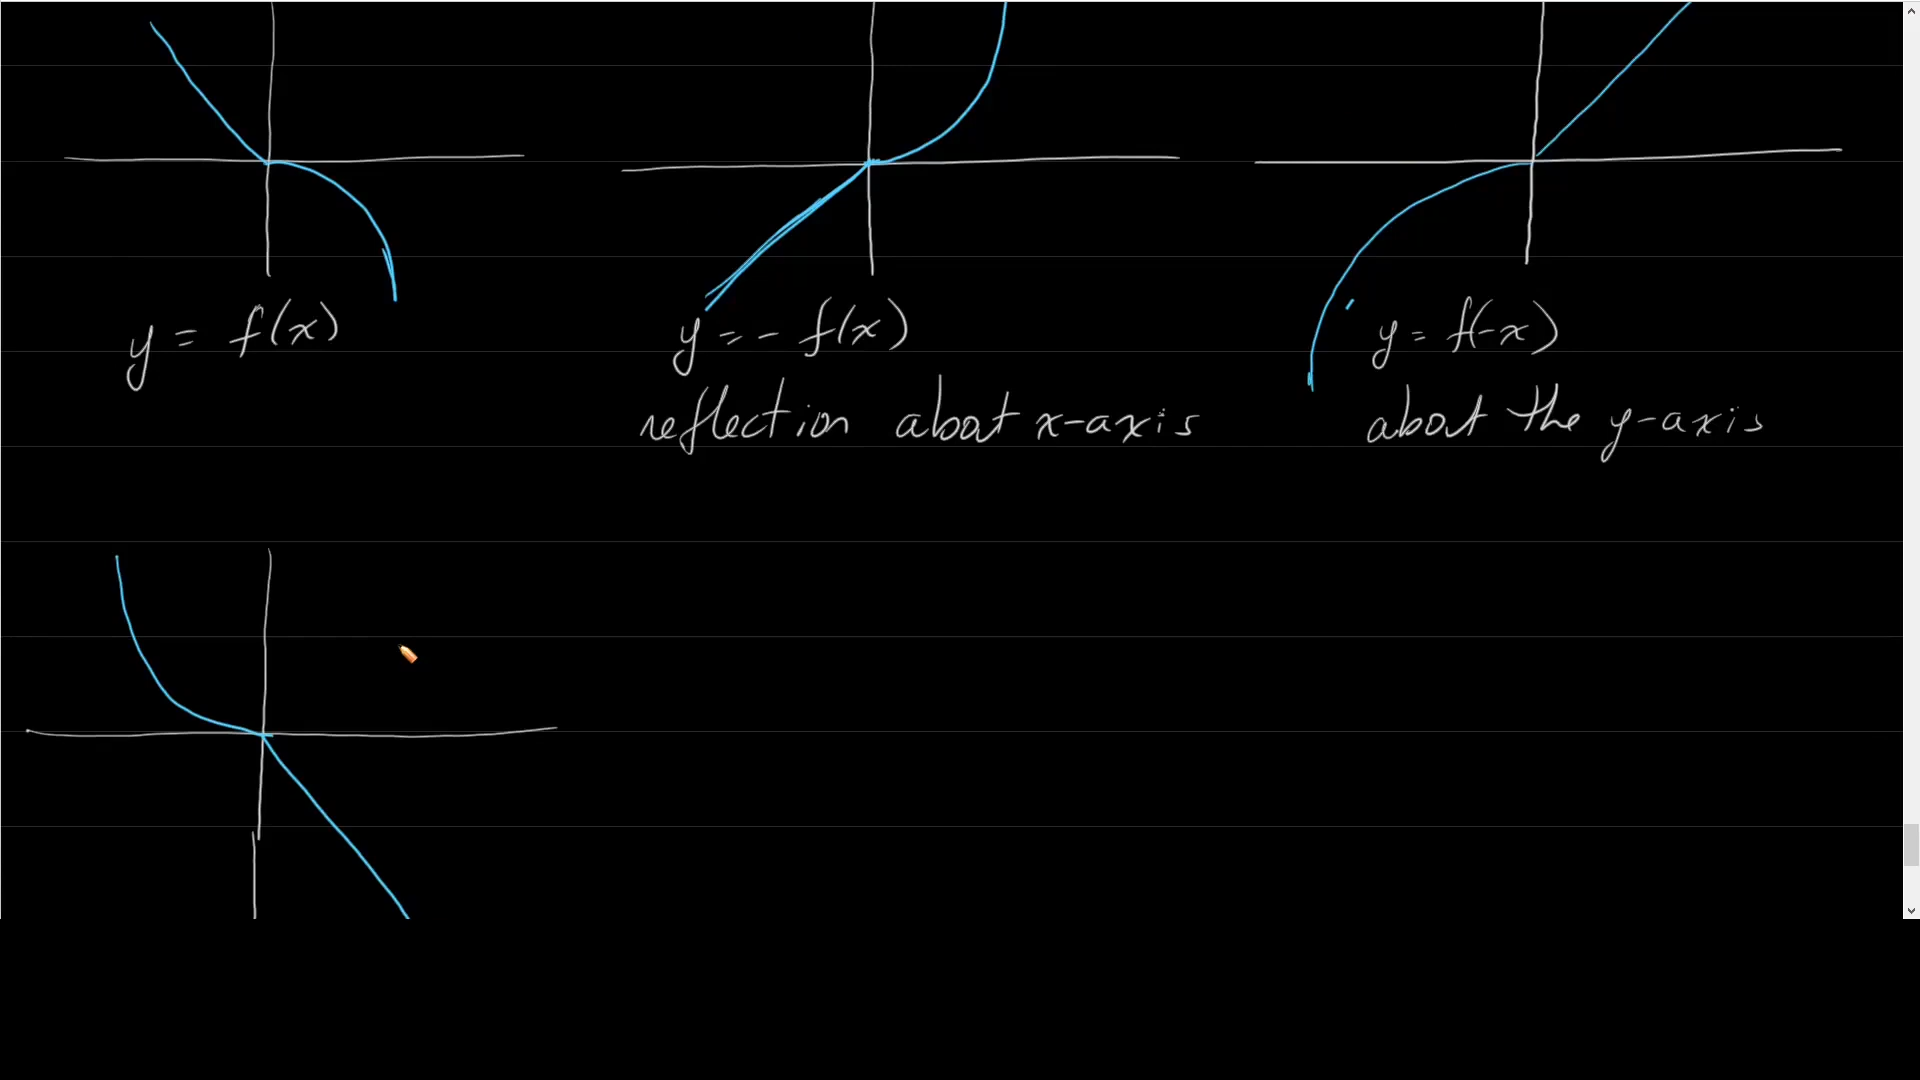 y = f(x)
y = - f(x)
reflection about x-axis
y = f(-x)
about the y-axis